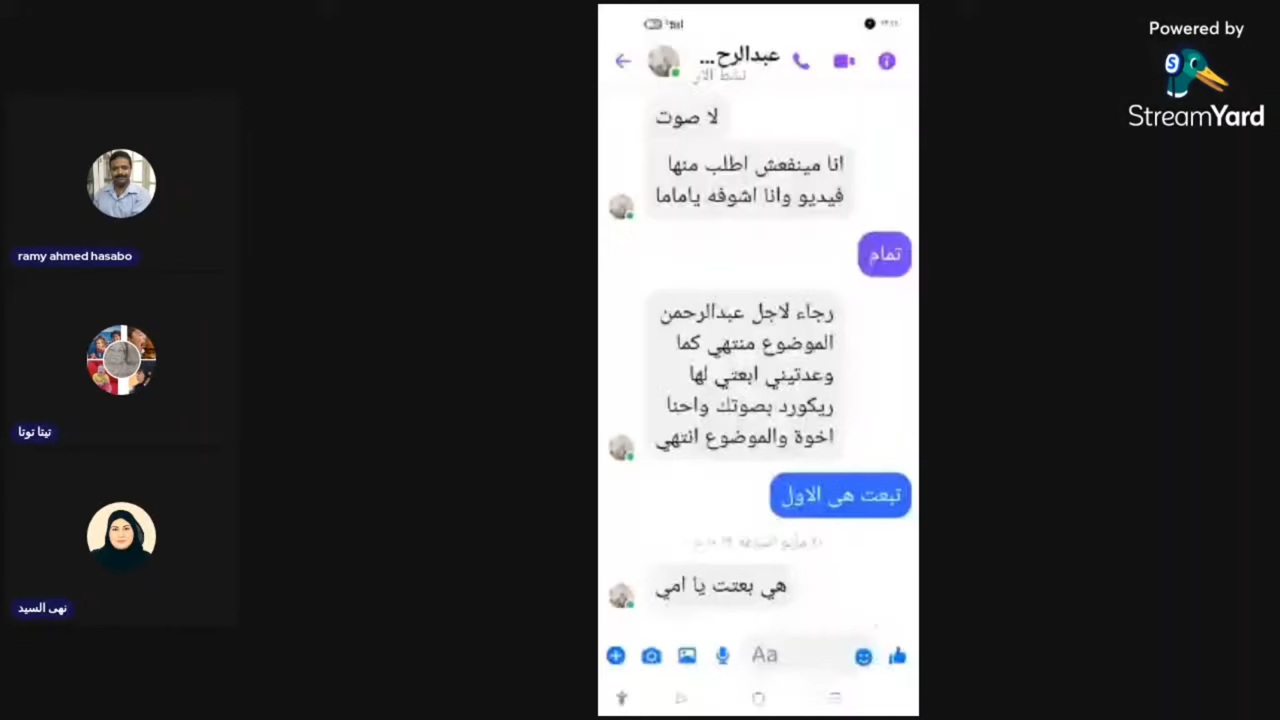 Powered by
StreamYard
ramy ahmed hasabo
تيتا توتا
نهى السيد
عبدالرح...
نشط الآن
لا صوت
انا مينفعش اطلب منها
فيديو وانا اشوفه ياماما
تمام
رجاء لاجل عبدالرحمن
الموضوع منتهي كما
وعدتيني ابعتي لها
ريكورد بصوتك واحنا
اخوة والموضوع انتهي
تبعت هى الاول
هي بعتت يا امي
Aa